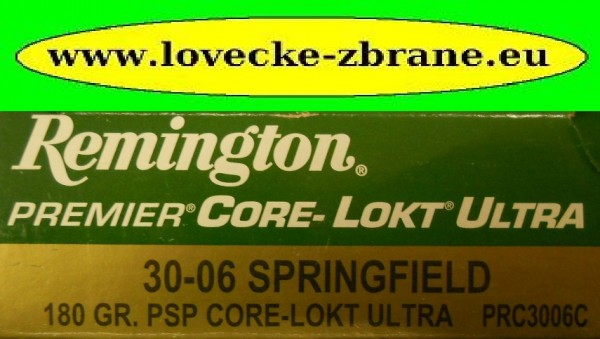 www.lovecke-zbrane.eu
Remington®
PREMIER® CORE-LOKT® ULTRA
30-06 SPRINGFIELD
180 GR. PSP CORE-LOKT ULTRA PRC3006C